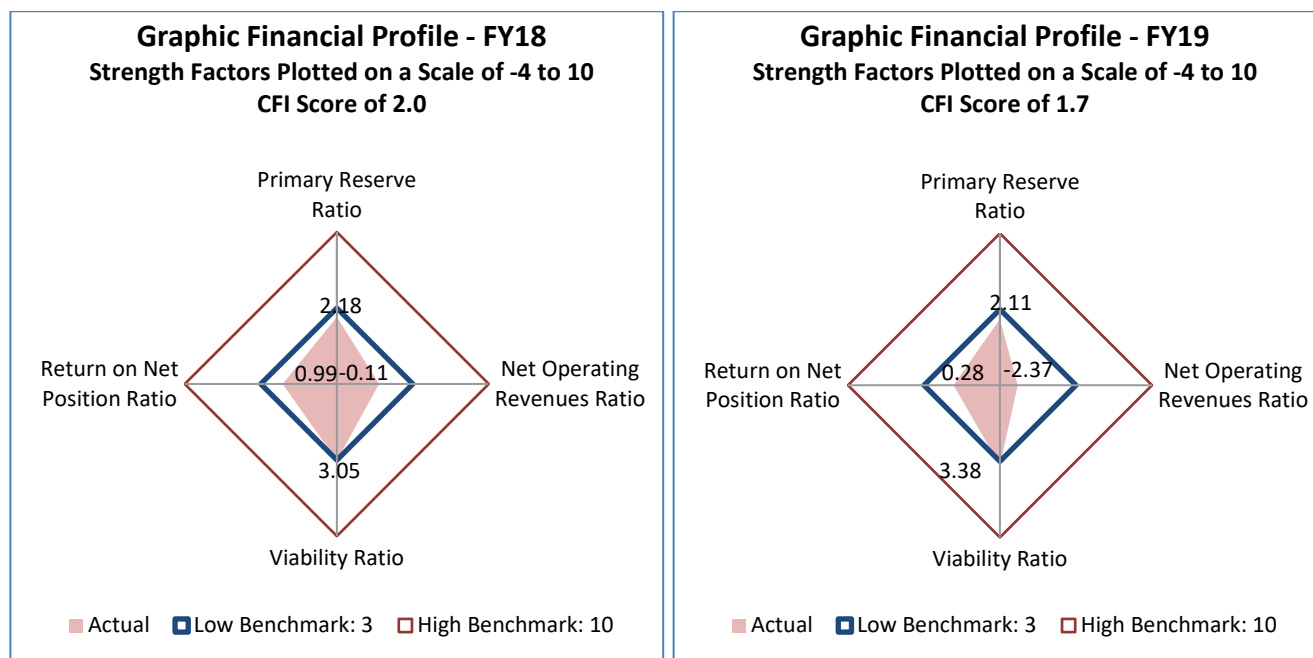 Graphic Financial Profile - FY18
Strength Factors Plotted on a Scale of -4 to 10
CFI Score of 2.0
Primary Reserve
Ratio
2.18
Return on Net
Position Ratio
0.99
-0.11
Net Operating
Revenues Ratio
3.05
Viability Ratio
Actual
Low Benchmark: 3
High Benchmark: 10
Graphic Financial Profile - FY19
Strength Factors Plotted on a Scale of -4 to 10
CFI Score of 1.7
Primary Reserve
Ratio
2.11
Return on Net
Position Ratio
0.28
-2.37
Net Operating
Revenues Ratio
3.38
Viability Ratio
Actual
Low Benchmark: 3
High Benchmark: 10